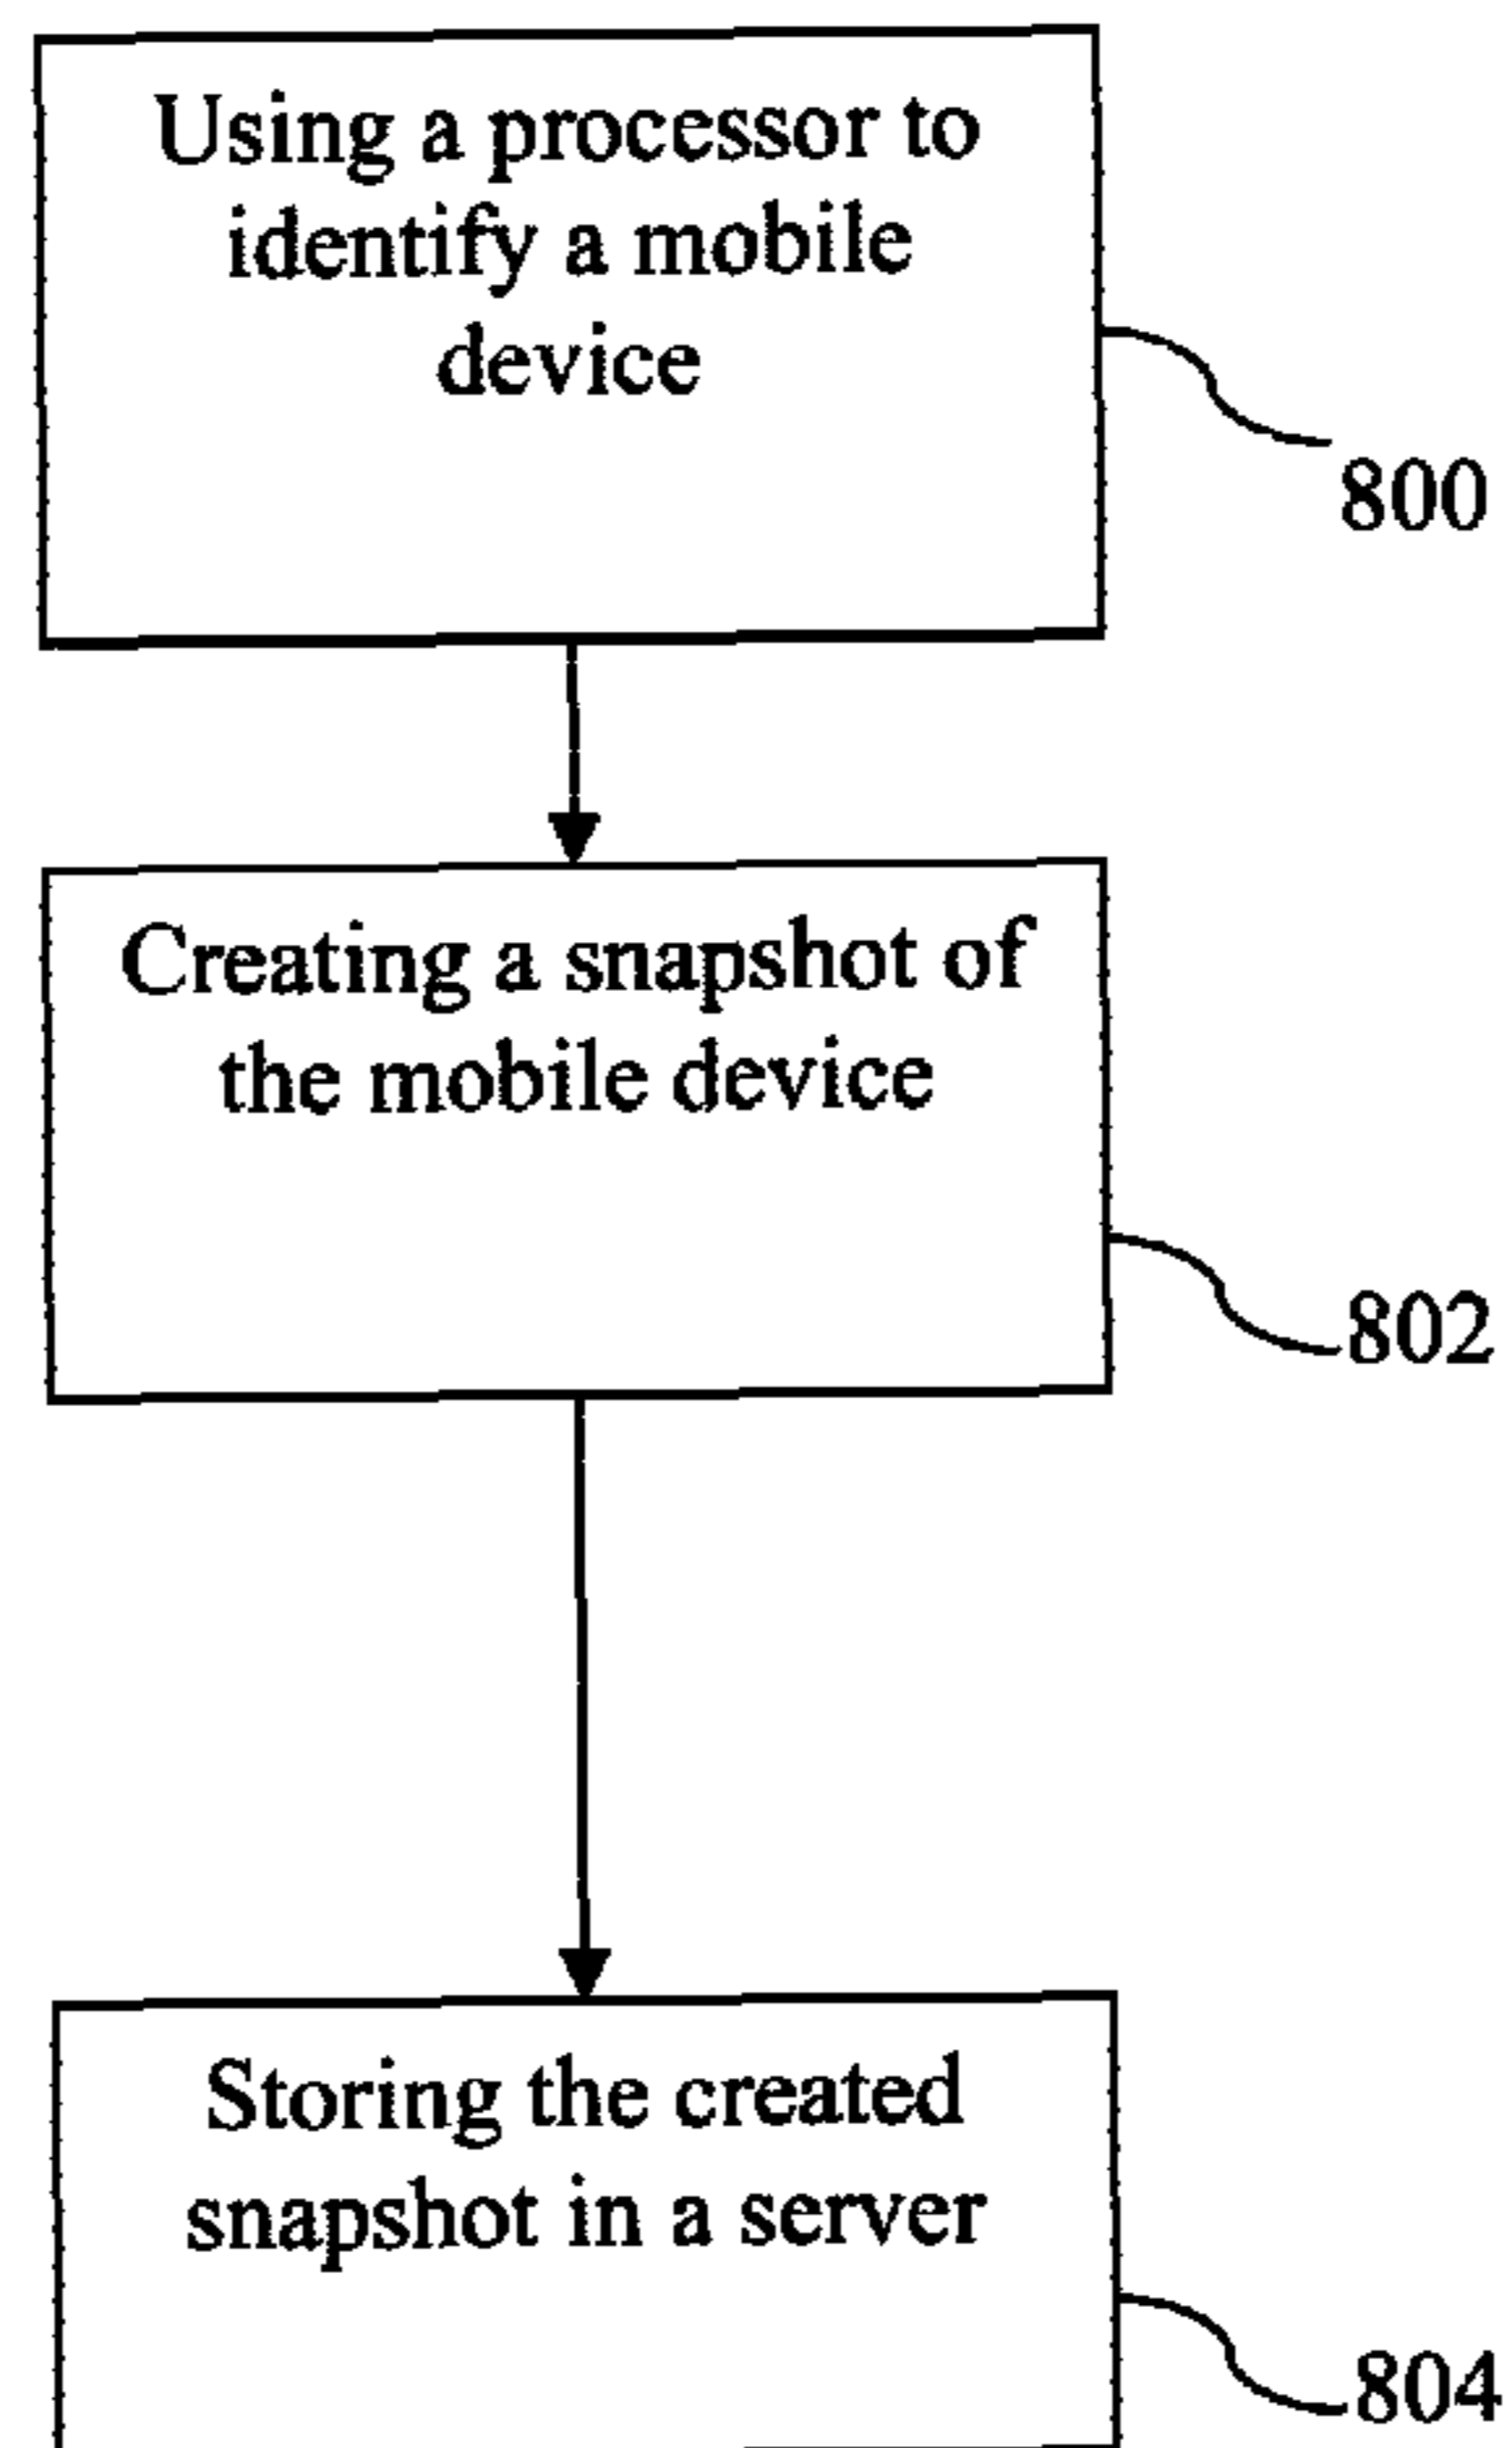 Using a processor to
identify a mobile
device
800
Creating a snapshot of
the mobile device
802
Storing the created
snapshot in a server
804